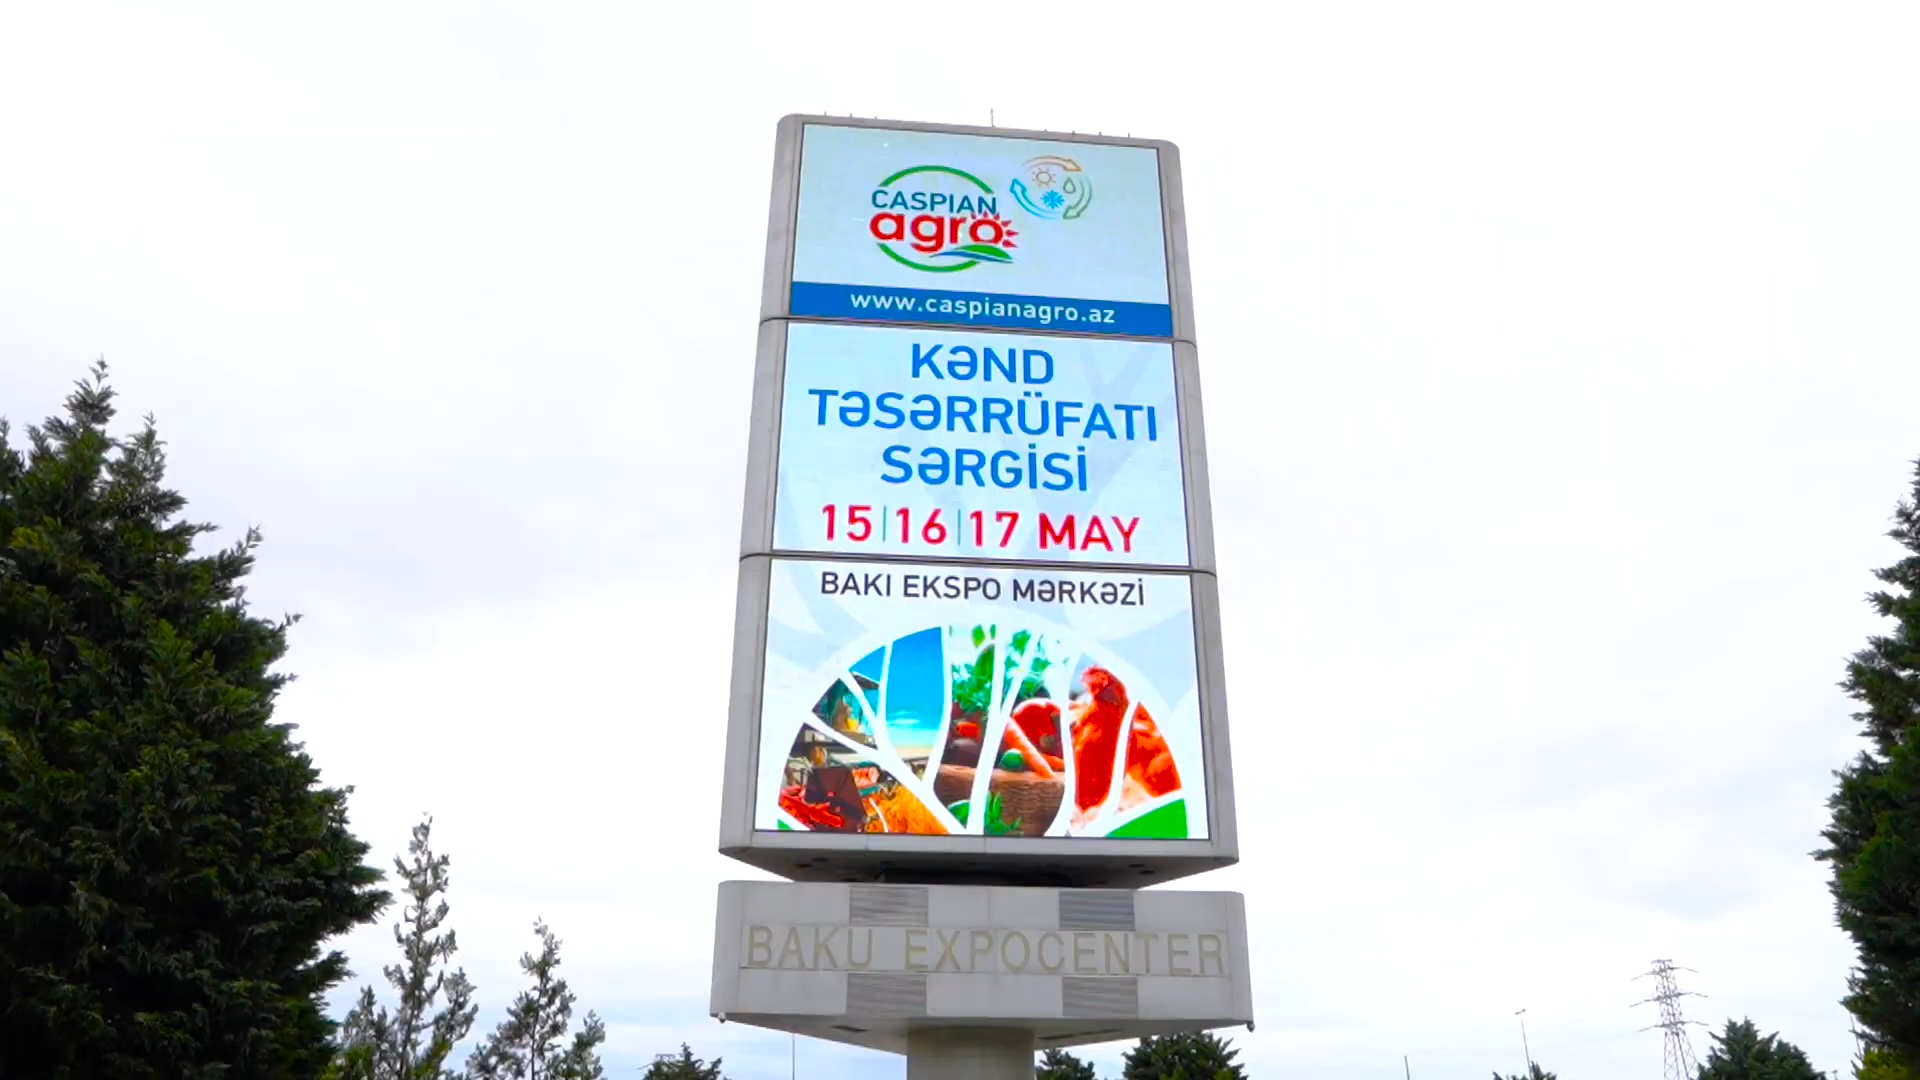 CASPIAN
agro
www.caspianagro.az
KƏND
TƏSƏRRÜFATI
SƏRGİSİ
15|16|17 MAY
BAKI EKSPO MƏRKƏZİ
BAKU EXPOCENTER